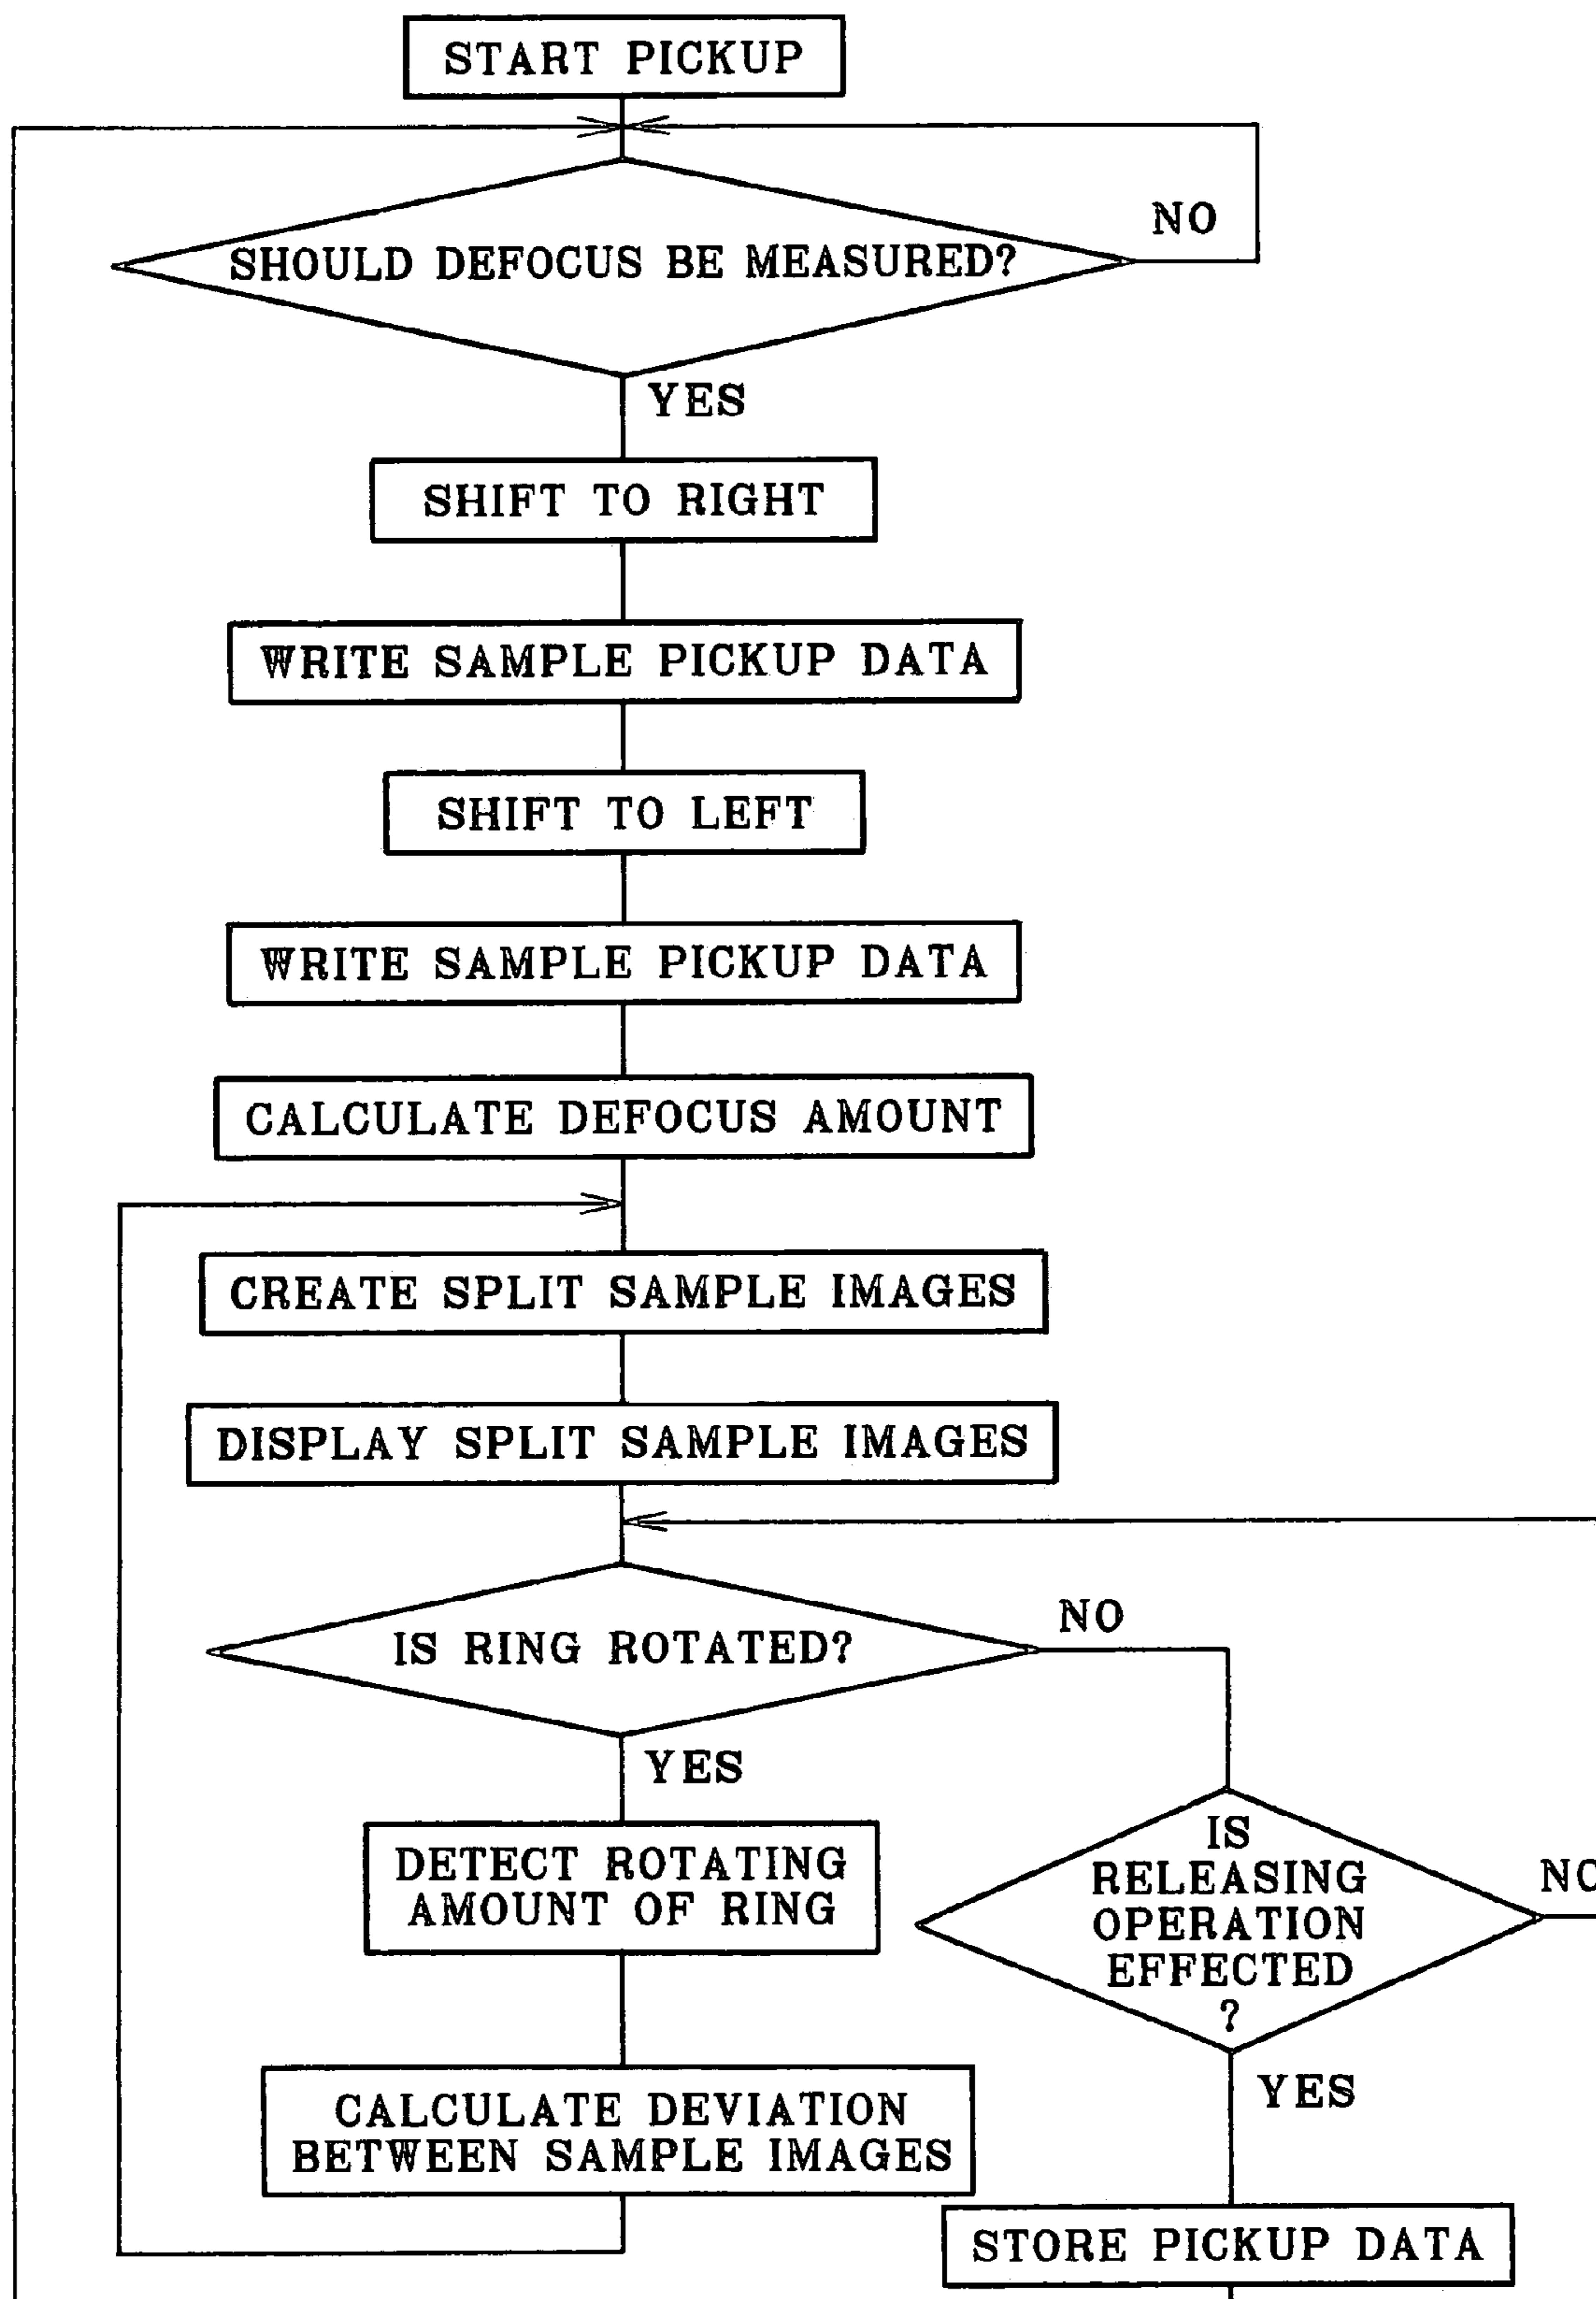 START PICKUP
NO
SHOULD DEFOCUS BE MEASURED?
YES
SHIFT TO RIGHT
WRITE SAMPLE PICKUP DATA
SHIFT TO LEFT
WRITE SAMPLE PICKUP DATA
CALCULATE DEFOCUS AMOUNT
CREATE SPLIT SAMPLE IMAGES
DISPLAY SPLIT SAMPLE IMAGES
NO
IS RING ROTATED?
YES
DETECT ROTATING
AMOUNT OF RING
IS
RELEASING
OPERATION
EFFECTED
?
NO
YES
CALCULATE DEVIATION
BETWEEN SAMPLE IMAGES
STORE PICKUP DATA